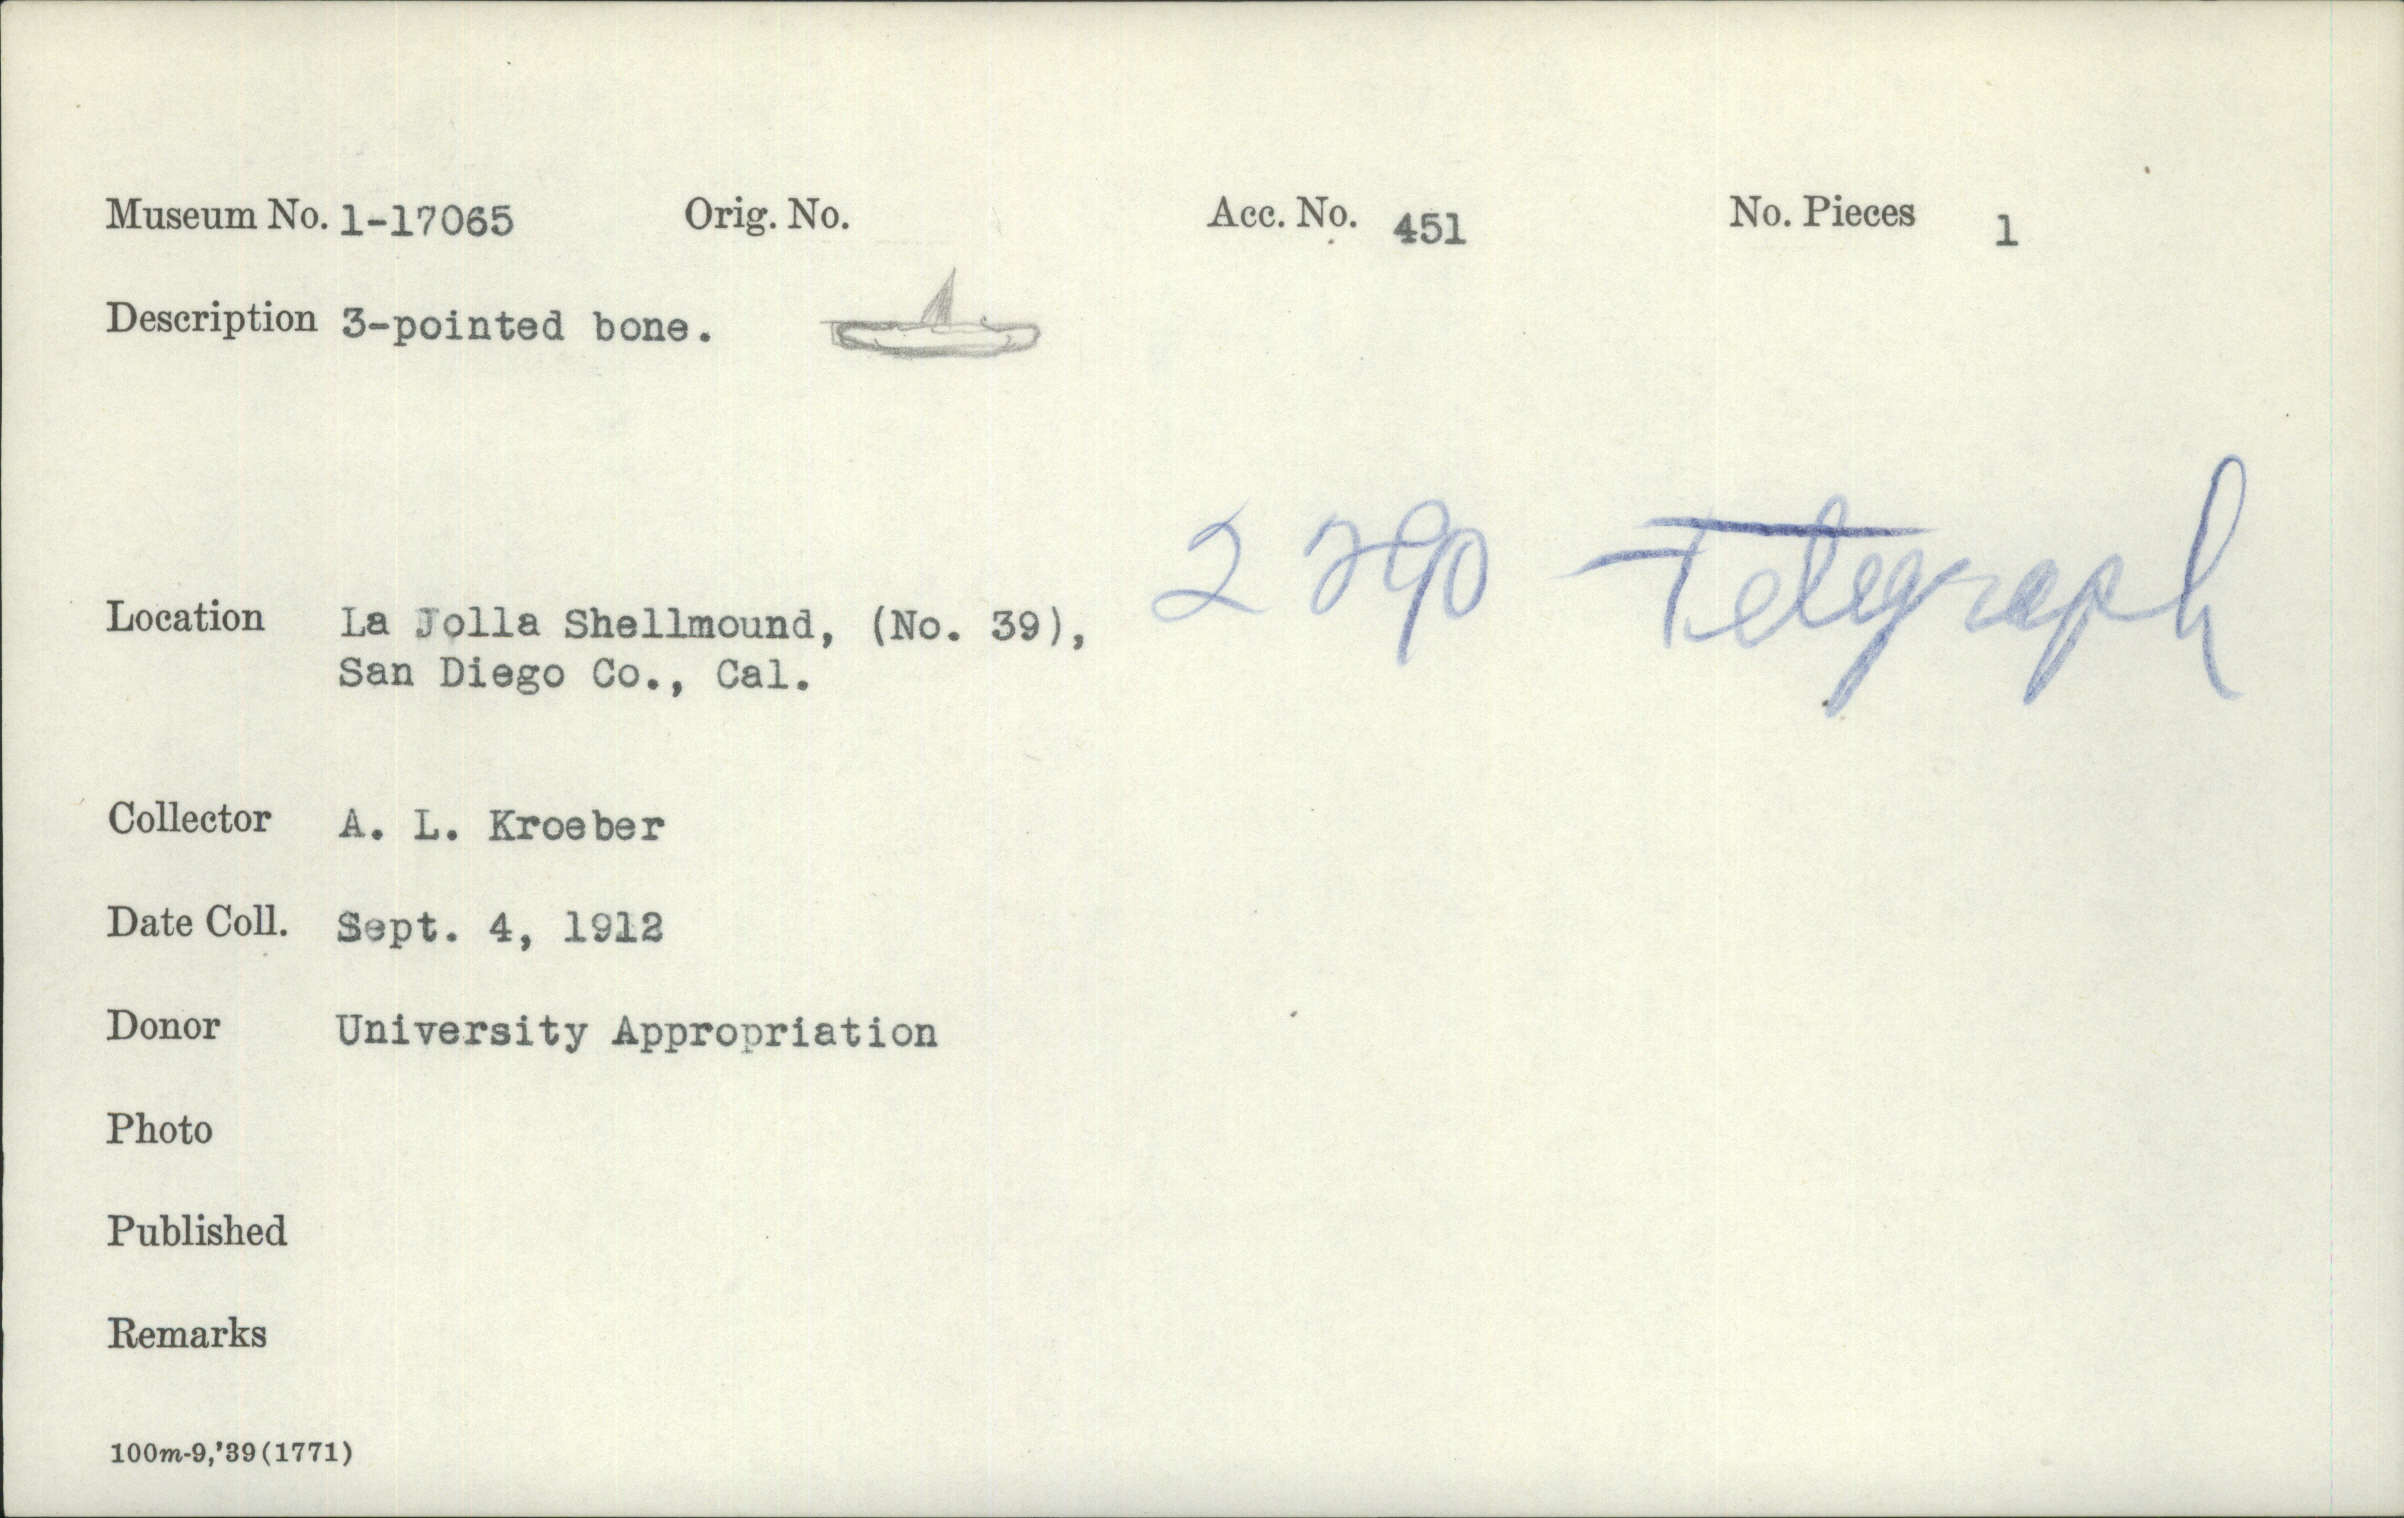 Museum No. 1-17065 Orig. No. Acc. No. 451 No. Pieces 1
Description 3-pointed bone.
2290 Telegraph
Location La Jolla Shellmound, (No. 39),
San Diego Co., Cal.
Collector A. L. Kroeber
Date Coll. Sept. 4, 1912
Donor University Appropriation
Photo
Published
Remarks
100m-9,'39(1771)